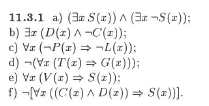 11.3.1 a) (∃x S(x)) ∧ (∃x ¬S(x));
b) ∃x (D(x) ∧ ¬C(x));
c) ∀x (¬P(x) ⇒ ¬L(x));
d) ¬(∀x (T(x) ⇒ G(x)));
e) ∀x (V(x) ⇒ S(x));
f) ¬[∀x ((C(x) ∧ D(x)) ⇒ S(x))].